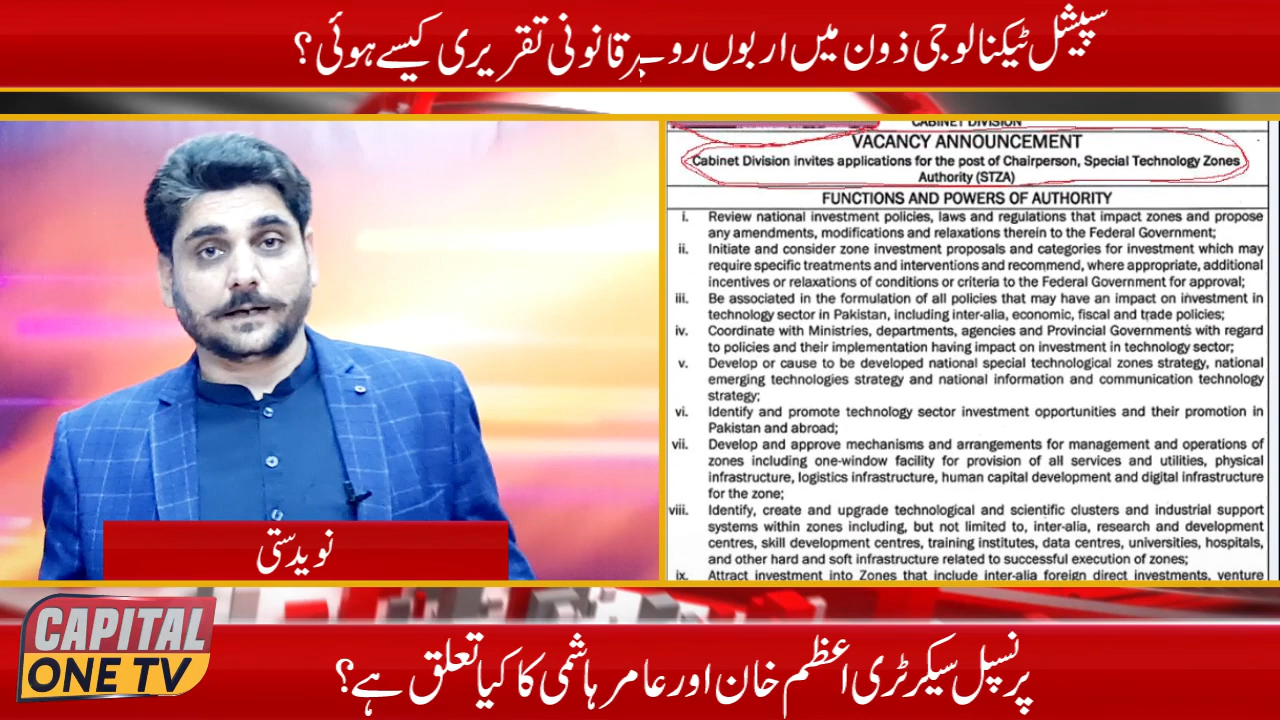 سپیشل ٹیکنالوجی ذون میں اربوں روپے قانونی تقریری کیسے ہوئی؟
CABINET DIVISION
VACANCY ANNOUNCEMENT
Cabinet Division invites applications for the post of Chairperson, Special Technology Zones
Authority (STZA)
FUNCTIONS AND POWERS OF AUTHORITY
i. Review national investment policies, laws and regulations that impact zones and propose
any amendments, modifications and relaxations therein to the Federal Government;
ii. Initiate and consider zone investment proposals and categories for investment which may
require specific treatments and interventions and recommend, where appropriate, additional
incentives or relaxations of conditions or criteria to the Federal Government for approval;
iii. Be associated in the formulation of all policies that may have an impact on investment in
technology sector in Pakistan, including inter-alia, economic, fiscal and trade policies;
iv. Coordinate with Ministries, departments, agencies and Provincial Governments with regard
to policies and their implementation having impact on investment in technology sector;
v. Develop or cause to be developed national special technological zones strategy, national
emerging technologies strategy and national information and communication technology
strategy;
vi. Identify and promote technology sector investment opportunities and their promotion in
Pakistan and abroad;
vii. Develop and approve mechanisms and arrangements for management and operations of
zones including one-window facility for provision of all services and utilities, physical
infrastructure, logistics infrastructure, human capital development and digital infrastructure
for the zone;
viii. Identify, create and upgrade technological and scientific clusters and industrial support
systems within zones including, but not limited to, inter-alia, research and development
centres, skill development centres, training institutes, data centres, universities, hospitals,
and other hard and soft infrastructure related to successful execution of zones;
ix. Attract investment into Zones that include inter-alia foreign direct investments, venture
نوید ستی
CAPITAL
ONE TV
پرنسپل سیکرٹری اعظم خان اور عامر ہاشمی کا کیا تعلق ہے؟